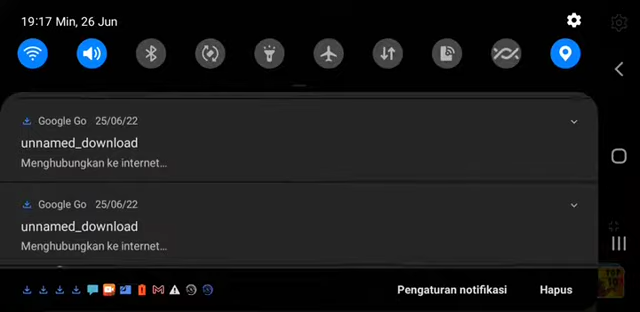 19:17 Min, 26 Jun
Google Go 25/06/22
unnamed_download
Menghubungkan ke internet...
Google Go 25/06/22
unnamed_download
Menghubungkan ke internet...
Pengaturan notifikasi Hapus
TOP